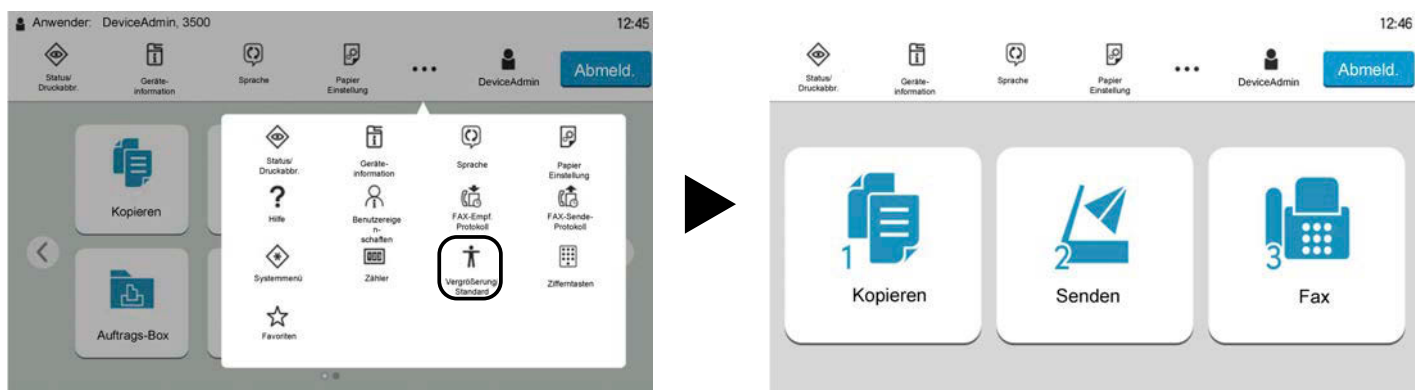 Anwender: DeviceAdmin, 3500
12:45
Status/
Druckabbr.
Geräte-
information
Sprache
Papier
Einstellung
DeviceAdmin
Abmeld.
Kopieren
Auftrags-Box
Status/
Druckabbr.
Geräte-
information
Sprache
Papier
Einstellung
?
Hilfe
Benutzereige
n-
schaften
FAX-Empf.
Protokoll
FAX-Sende-
Protokoll
Systemmenü
Zähler
Vergrößerung
Standard
Zifferntasten
Favoriten
12:46
Status/
Druckabbr.
Geräte-
information
Sprache
Papier
Einstellung
DeviceAdmin
Abmeld.
1
Kopieren
2
Senden
3
Fax